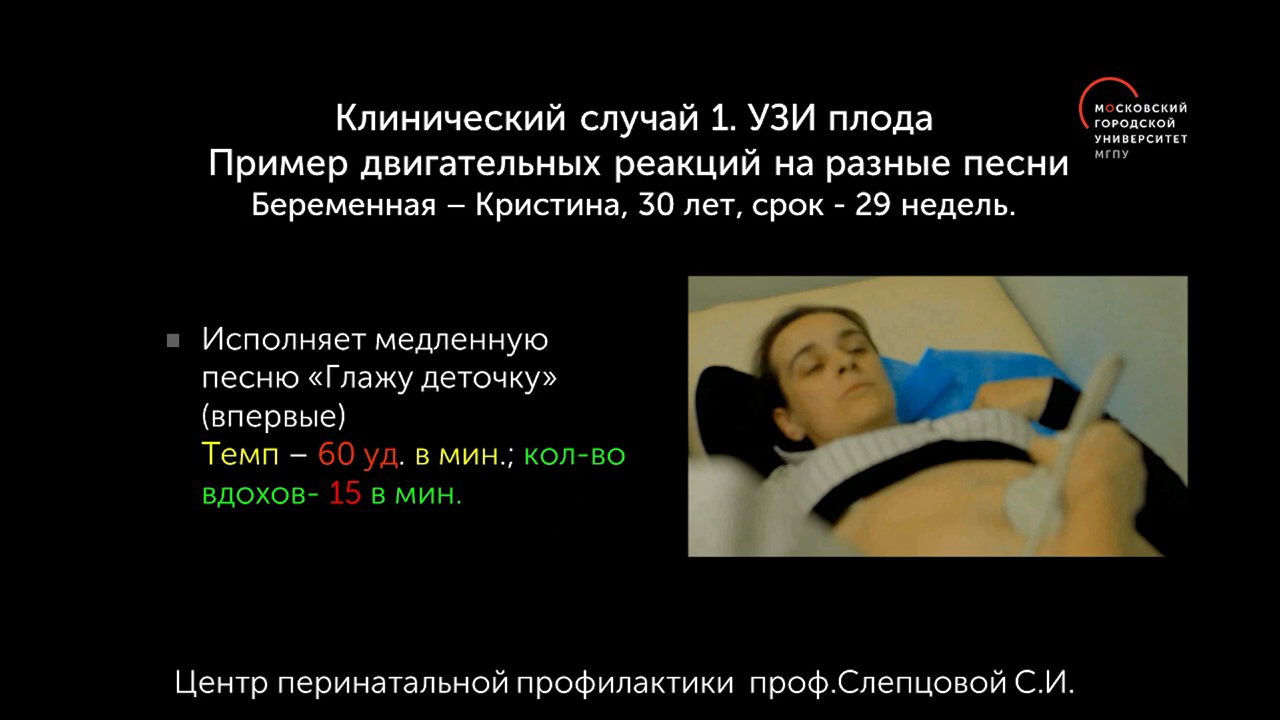 Клинический случай 1. УЗИ плода
Пример двигательных реакций на разные песни
Беременная – Кристина, 30 лет, срок - 29 недель.
МОСКОВСКИЙ
ГОРОДСКОЙ
УНИВЕРСИТЕТ
МГПУ
Исполняет медленную
песню «Глажу деточку»
(впервые)
Темп – 60 уд. в мин.; кол-во
вдохов- 15 в мин.
Центр перинатальной профилактики проф.Слепцовой С.И.